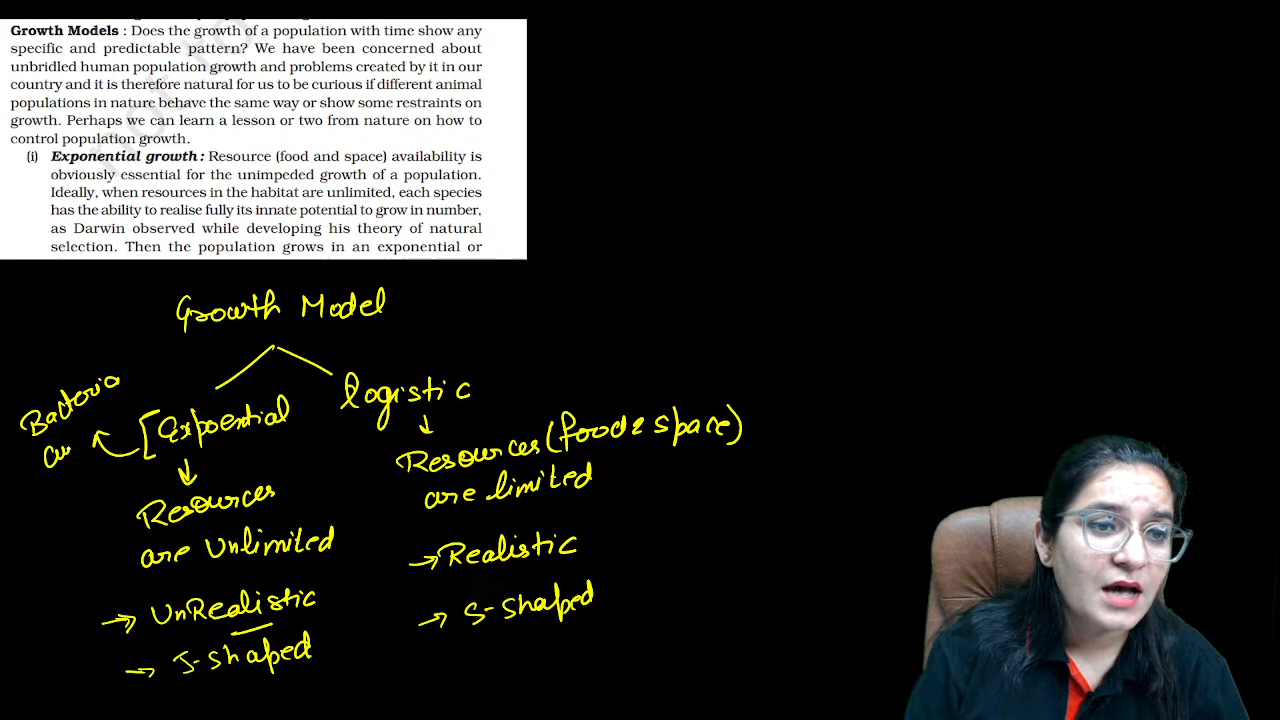 Growth Models : Does the growth of a population with time show any
specific and predictable pattern? We have been concerned about
unbridled human population growth and problems created by it in our
country and it is therefore natural for us to be curious if different animal
populations in nature behave the same way or show some restraints on
growth. Perhaps we can learn a lesson or two from nature on how to
control population growth.
(i) Exponential growth : Resource (food and space) availability is
obviously essential for the unimpeded growth of a population.
Ideally, when resources in the habitat are unlimited, each species
has the ability to realise fully its innate potential to grow in number,
as Darwin observed while developing his theory of natural
selection. Then the population grows in an exponential or
Growth Model
Bacteria
Expoential
Resources
are Unlimited
→ UnRealistic
→ J-shaped
logistic
Resources (food & space)
are limited
→ Realistic
→ S-shaped